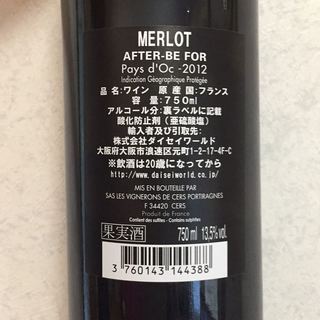 MERLOT
AFTER-BE FOR
Pays d'Oc -2012
Indication Géographique Protégée
品名:ワイン 原産国:フランス
容量:750ml
アルコール分:裏ラベルに記載
酸化防止剤(亜硫酸塩)
輸入者及び引取先:
ダイセイワールド
大阪府大阪市浪速区元町1-2-17-4F-C
※飲酒は20歳になってから
http://www.daiseiworld.co.jp/
MIS EN BOUTEILLE PAR
SAS LES VIGNERONS DE CERS PORTIRAGNES
F 34420 CERS
Produit de France
Content des sulfites - Contains sulphites
果実酒
750 ml 13,5% vol.
3 760143 144388